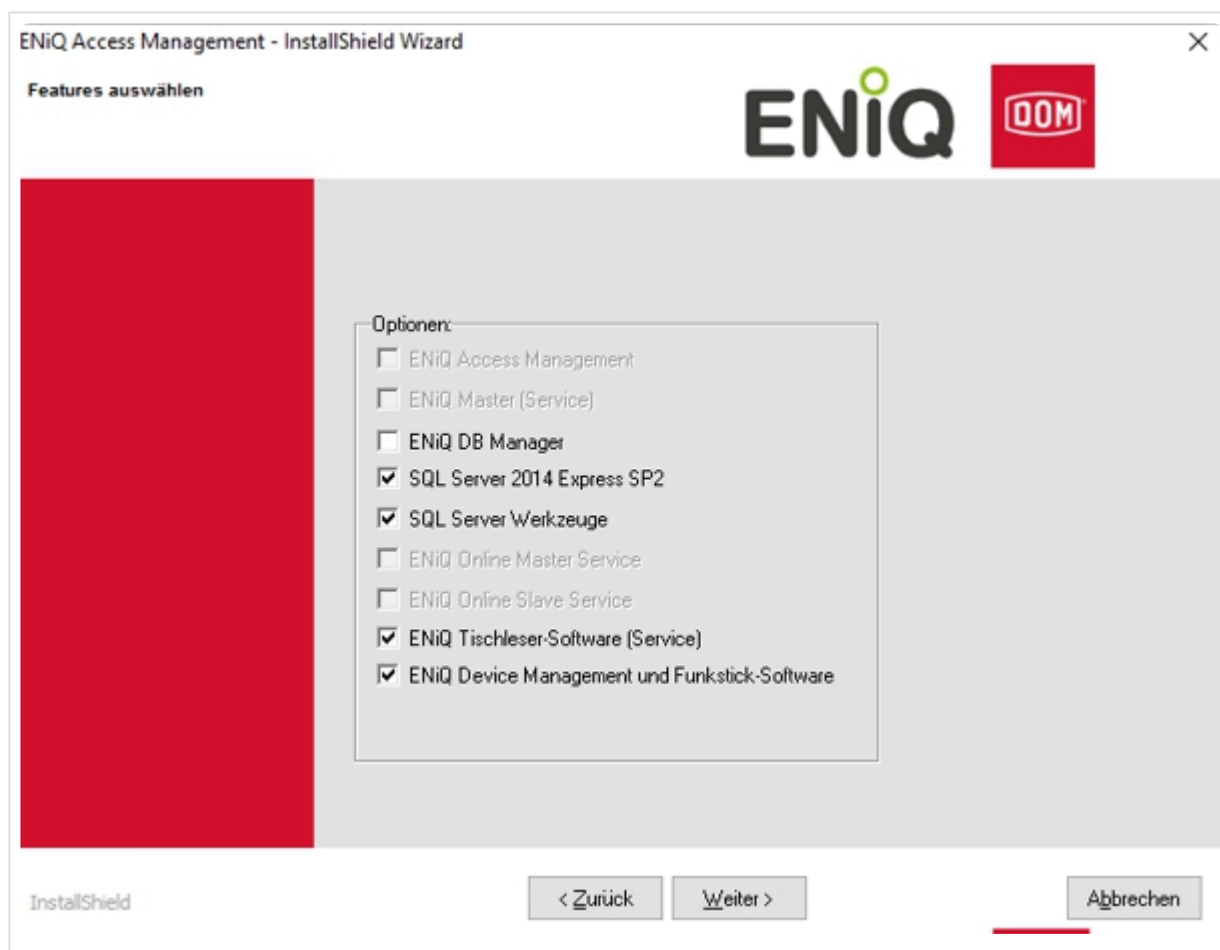 ENiQ Access Management - InstallShield Wizard
Features auswählen
ENiQ
DOM
Optionen:
ENiQ Access Management
ENiQ Master (Service)
ENiQ DB Manager
SQL Server 2014 Express SP2
SQL Server Werkzeuge
ENiQ Online Master Service
ENiQ Online Slave Service
ENiQ Tischleser-Software (Service)
ENiQ Device Management und Funkstick-Software
InstallShield
< Zurück
Weiter >
Abbrechen